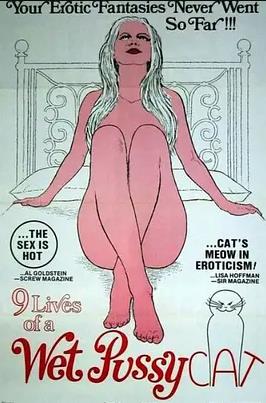 Your Erotic Fantasies Never Went
So Far!!!
...THE
SEX IS
HOT
...AL GOLDSTEIN
—SCREW MAGAZINE
...CAT'S
MEOW IN
EROTICISM!
...LISA HOFFMAN
—SIR MAGAZINE
9 Lives
of a
Wet Pussy
CAT